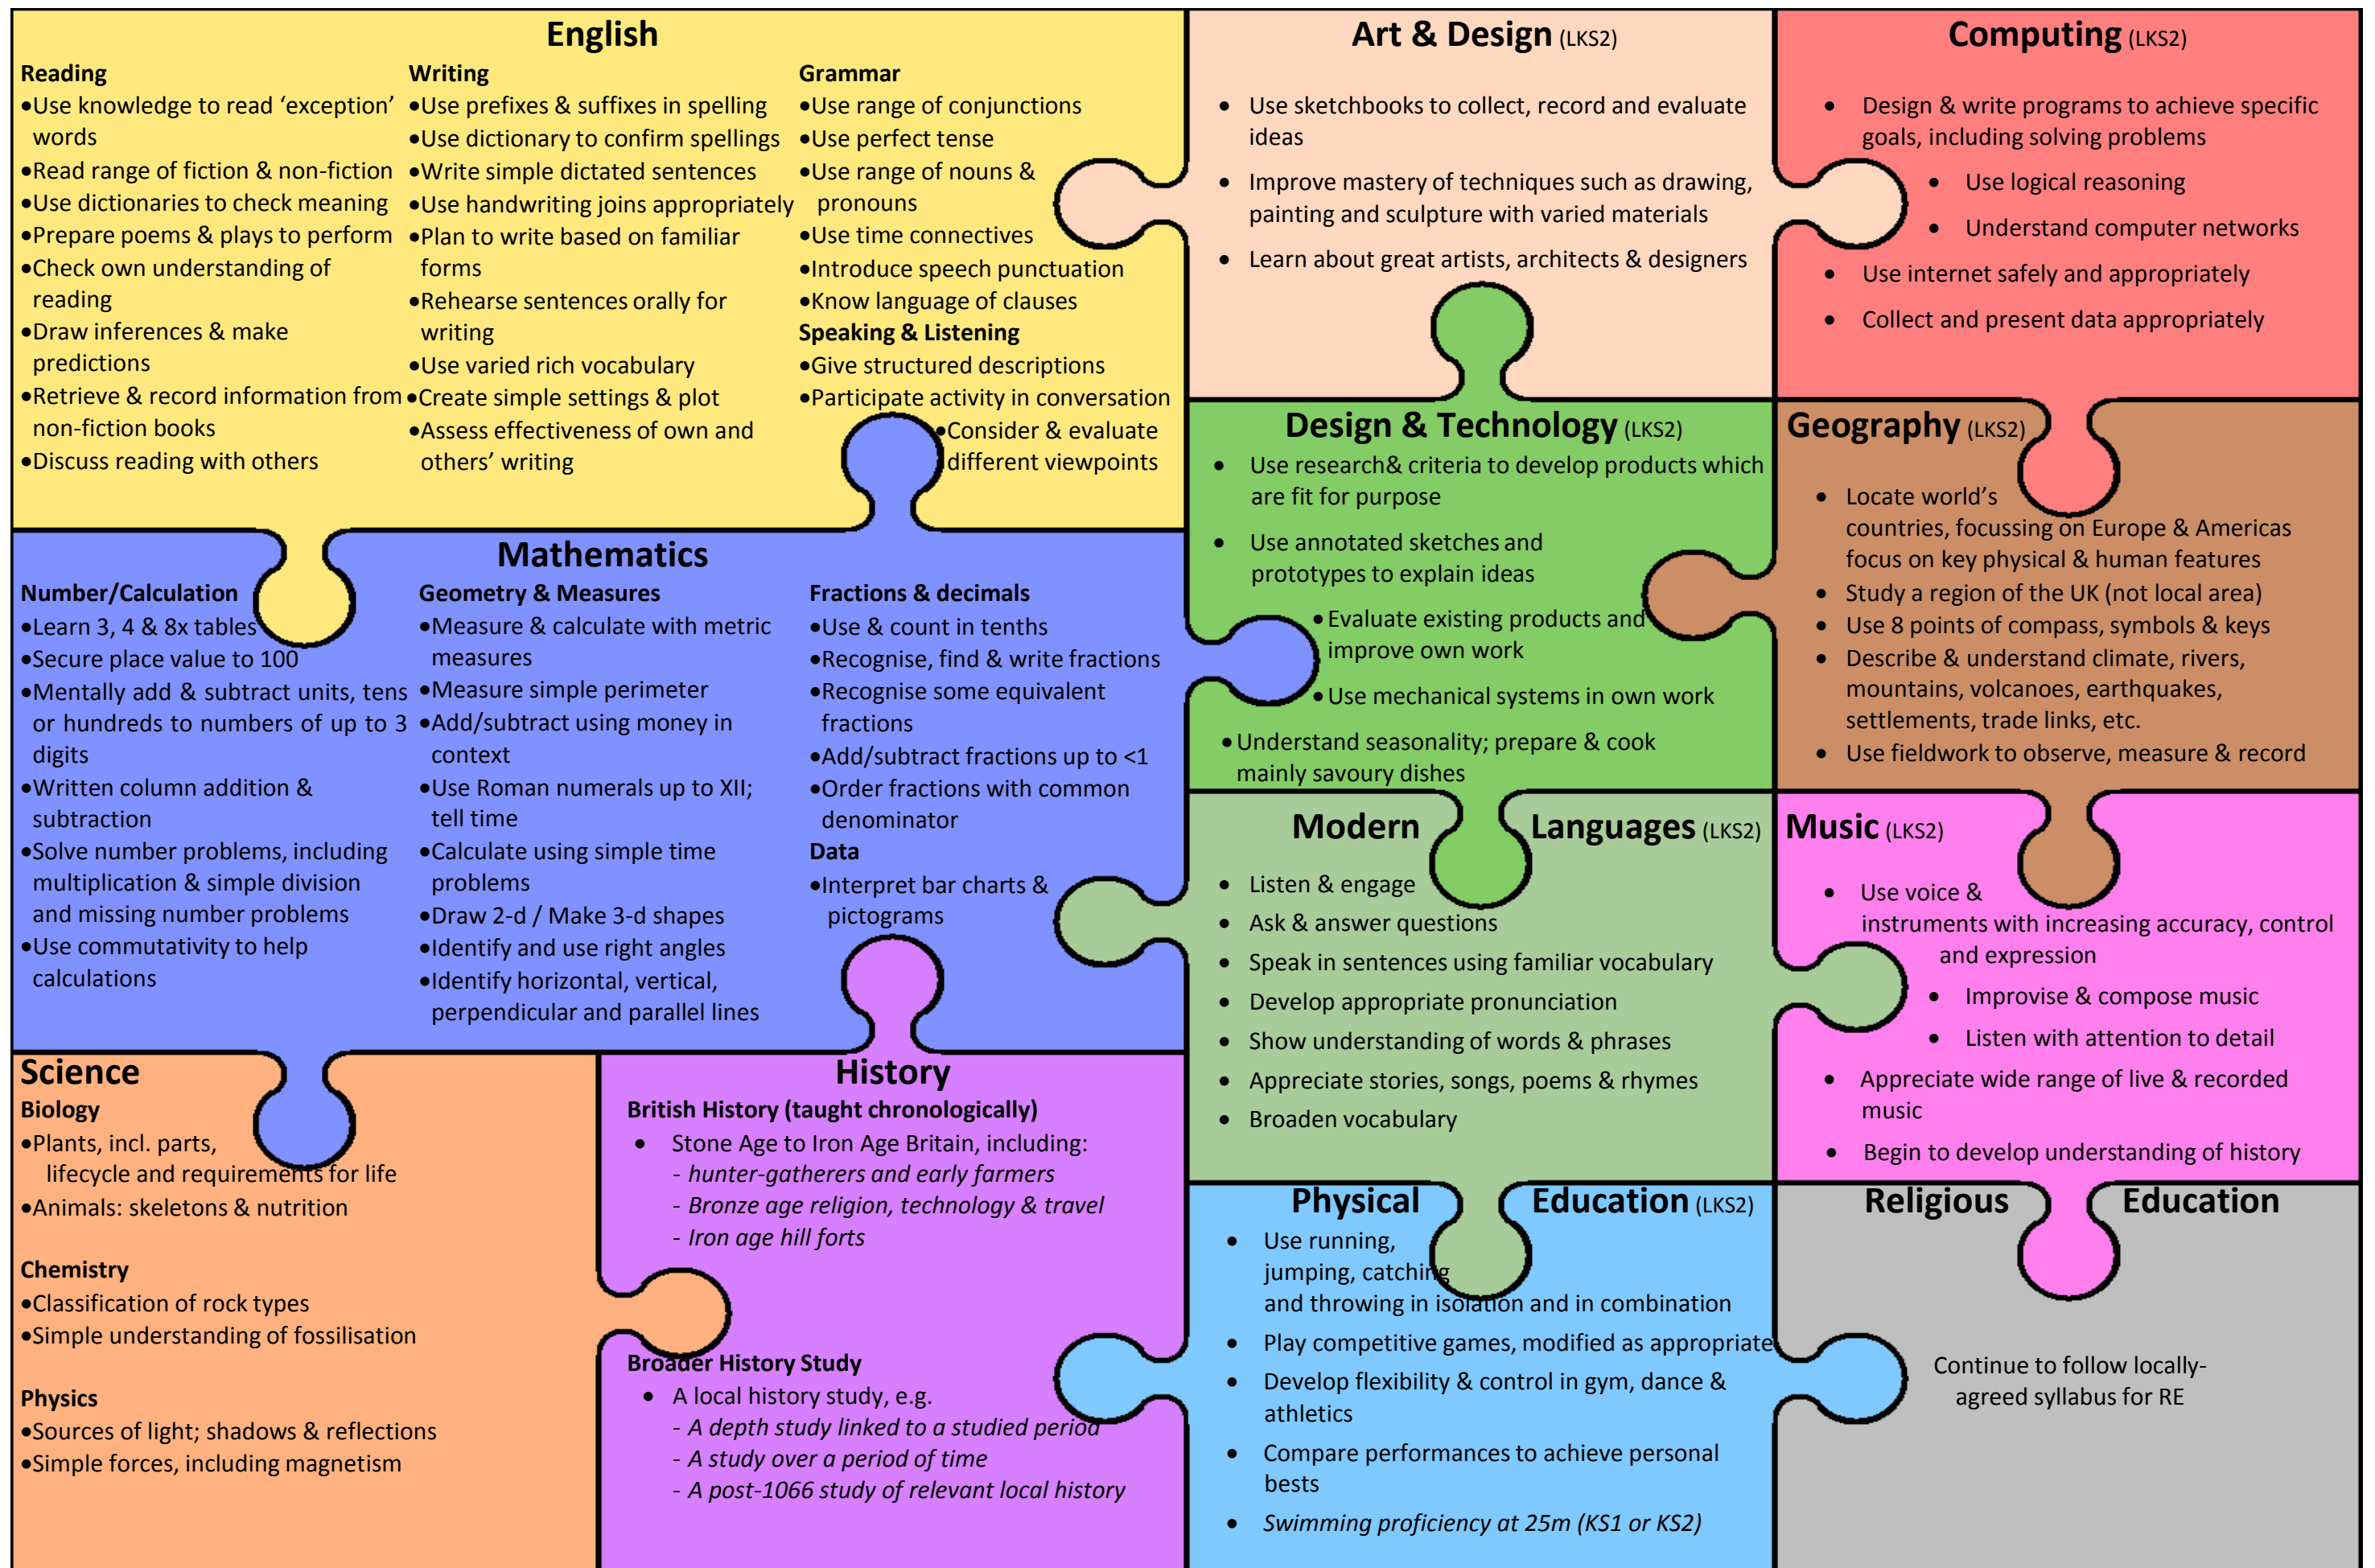 English
Reading
•Use knowledge to read ‘exception’
words
•Read range of fiction & non-fiction
•Use dictionaries to check meaning
•Prepare poems & plays to perform
•Check own understanding of
reading
•Draw inferences & make
predictions
•Retrieve & record information from
non-fiction books
•Discuss reading with others
Writing
•Use prefixes & suffixes in spelling
•Use dictionary to confirm spellings
•Write simple dictated sentences
•Use handwriting joins appropriately
•Plan to write based on familiar
forms
•Rehearse sentences orally for
writing
•Use varied rich vocabulary
•Create simple settings & plot
•Assess effectiveness of own and
others’ writing
Grammar
•Use range of conjunctions
•Use perfect tense
•Use range of nouns &
pronouns
•Use time connectives
•Introduce speech punctuation
•Know language of clauses
Speaking & Listening
•Give structured descriptions
•Participate activity in conversation
•Consider & evaluate
different viewpoints
Art & Design (LKS2)
• Use sketchbooks to collect, record and evaluate
ideas
• Improve mastery of techniques such as drawing,
painting and sculpture with varied materials
• Learn about great artists, architects & designers
Computing (LKS2)
• Design & write programs to achieve specific
goals, including solving problems
• Use logical reasoning
• Understand computer networks
• Use internet safely and appropriately
• Collect and present data appropriately
Mathematics
Number/Calculation
•Learn 3, 4 & 8x tables
•Secure place value to 100
•Mentally add & subtract units, tens
or hundreds to numbers of up to 3
digits
•Written column addition &
subtraction
•Solve number problems, including
multiplication & simple division
and missing number problems
•Use commutativity to help
calculations
Geometry & Measures
•Measure & calculate with metric
measures
•Measure simple perimeter
•Add/subtract using money in
context
•Use Roman numerals up to XII;
tell time
•Calculate using simple time
problems
•Draw 2-d / Make 3-d shapes
•Identify and use right angles
•Identify horizontal, vertical,
perpendicular and parallel lines
Fractions & decimals
•Use & count in tenths
•Recognise, find & write fractions
•Recognise some equivalent
fractions
•Add/subtract fractions up to <1
•Order fractions with common
denominator
Data
•Interpret bar charts &
pictograms
Design & Technology (LKS2)
• Use research& criteria to develop products which
are fit for purpose
• Use annotated sketches and
prototypes to explain ideas
• Evaluate existing products and
improve own work
• Use mechanical systems in own work
• Understand seasonality; prepare & cook
mainly savoury dishes
Geography (LKS2)
• Locate world’s
countries, focussing on Europe & Americas
focus on key physical & human features
• Study a region of the UK (not local area)
• Use 8 points of compass, symbols & keys
• Describe & understand climate, rivers,
mountains, volcanoes, earthquakes,
settlements, trade links, etc.
• Use fieldwork to observe, measure & record
Modern Languages (LKS2)
• Listen & engage
• Ask & answer questions
• Speak in sentences using familiar vocabulary
• Develop appropriate pronunciation
• Show understanding of words & phrases
• Appreciate stories, songs, poems & rhymes
• Broaden vocabulary
Music (LKS2)
• Use voice &
instruments with increasing accuracy, control
and expression
• Improvise & compose music
• Listen with attention to detail
• Appreciate wide range of live & recorded
music
• Begin to develop understanding of history
Science
Biology
•Plants, incl. parts,
lifecycle and requirements for life
•Animals: skeletons & nutrition
Chemistry
•Classification of rock types
•Simple understanding of fossilisation
Physics
•Sources of light; shadows & reflections
•Simple forces, including magnetism
History
British History (taught chronologically)
• Stone Age to Iron Age Britain, including:
- hunter-gatherers and early farmers
- Bronze age religion, technology & travel
- Iron age hill forts
Broader History Study
• A local history study, e.g.
- A depth study linked to a studied period
- A study over a period of time
- A post-1066 study of relevant local history
Physical Education (LKS2)
• Use running,
jumping, catching
and throwing in isolation and in combination
• Play competitive games, modified as appropriate
• Develop flexibility & control in gym, dance &
athletics
• Compare performances to achieve personal
bests
• Swimming proficiency at 25m (KS1 or KS2)
Religious Education
Continue to follow locally-
agreed syllabus for RE